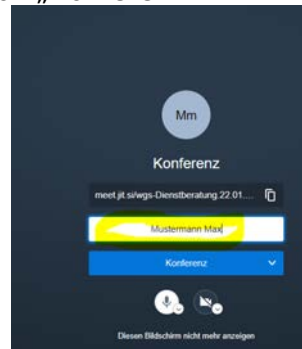 Mm
Konferenz
meet.jit.si/wgs-Dienstberatung.22.01....
Mustermann Max
Konferenz
Diesen Bildschirm nicht mehr anzeigen